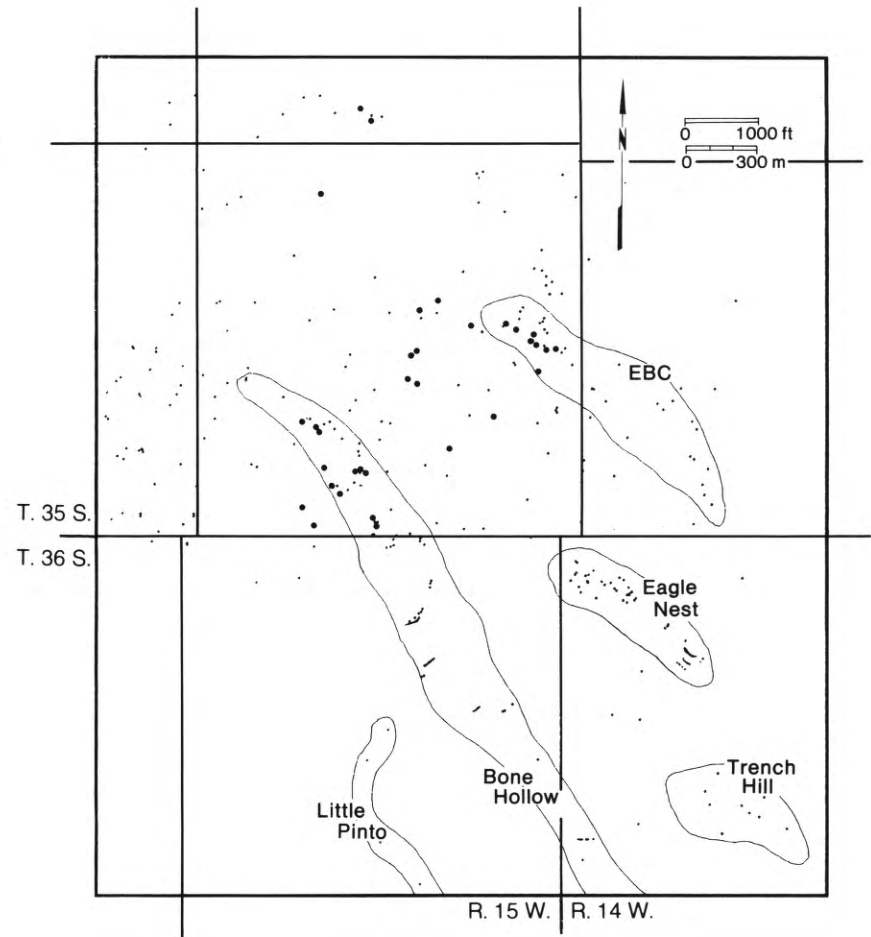 N
0 1000 ft
0 300 m
EBC
T. 35 S.
T. 36 S.
Eagle
Nest
Trench
Hill
Bone
Hollow
Little
Pinto
R. 15 W. R. 14 W.